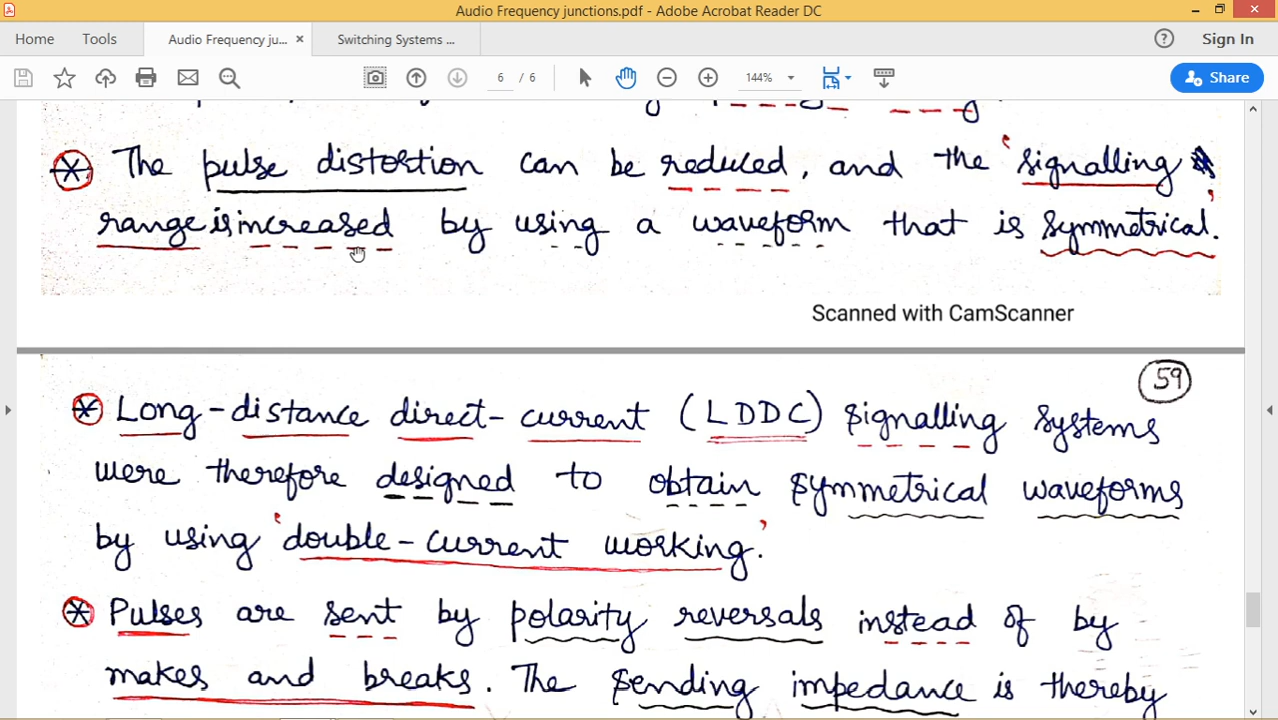 Audio Frequency junctions.pdf - Adobe Acrobat Reader DC
Home Tools Audio Frequency ju... × Switching Systems ... Sign In
6 / 6 144% Share
* The pulse distortion can be reduced, and the 'signalling
range is increased by using a waveform that is symmetrical.'
Scanned with CamScanner
59
* Long-distance direct-current (LDDC) signalling systems
were therefore designed to obtain symmetrical waveforms
by using 'double-current working.'
* Pulses are sent by polarity reversals instead of by
makes and breaks. The sending impedance is thereby